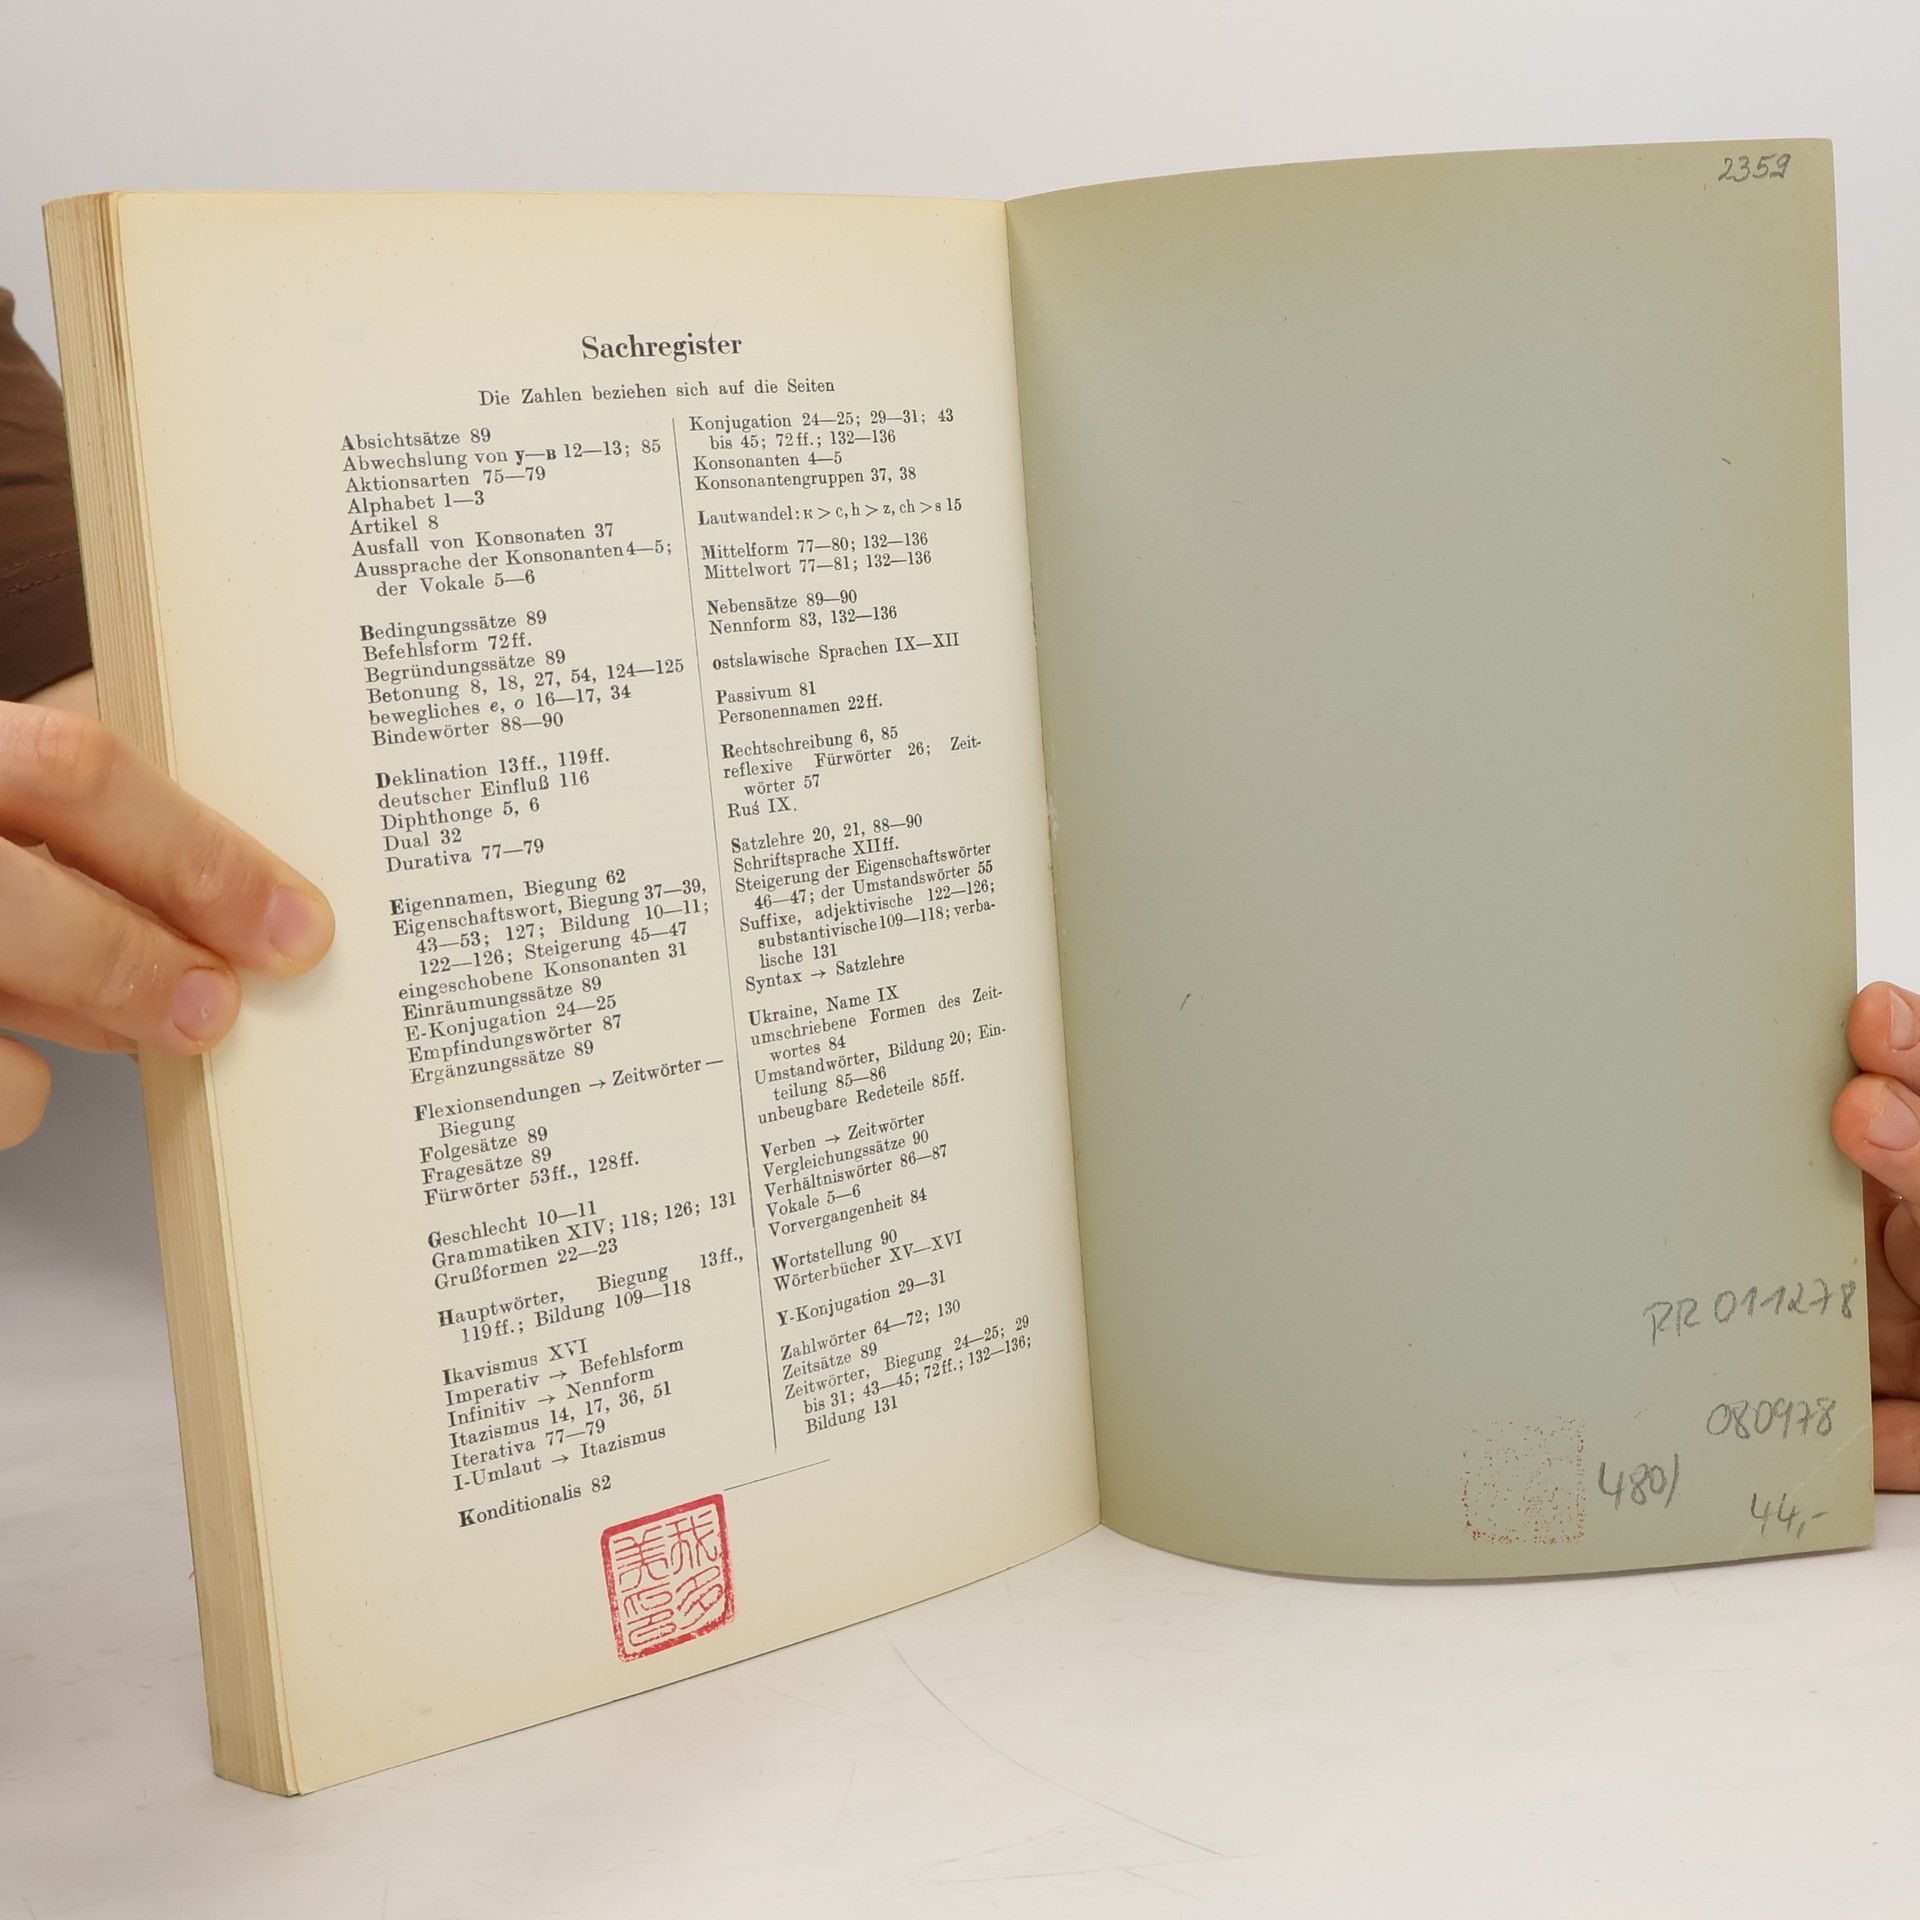 Sachregister
Die Zahlen beziehen sich auf die Seiten
Absichtsätze 89
Abwechslung von у—в 12—13; 85
Aktionsarten 75—79
Alphabet 1—3
Artikel 8
Ausfall von Konsonaten 37
Aussprache der Konsonanten 4—5;
der Vokale 5—6
Bedingungssätze 89
Befehlsform 72ff.
Begründungssätze 89
Betonung 8, 18, 27, 54, 124—125
bewegliches e, o 16—17, 34
Bindewörter 88—90
Deklination 13ff., 119ff.
deutscher Einfluß 116
Diphthonge 5, 6
Dual 32
Durativa 77—79
Eigennamen, Biegung 62
Eigenschaftswort, Biegung 37—39,
43—53; 127; Bildung 10—11;
122—126; Steigerung 45—47
eingeschobene Konsonanten 31
Einräumungssätze 89
E-Konjugation 24—25
Empfindungswörter 87
Ergänzungssätze 89
Flexionsendungen → Zeitwörter —
Biegung
Folgesätze 89
Fragesätze 89
Fürwörter 53ff., 128ff.
Geschlecht 10—11
Grammatiken XIV; 118; 126; 131
Grußformen 22—23
Hauptwörter, Biegung 13ff.,
119ff.; Bildung 109—118
Ikavismus XVI
Imperativ → Befehlsform
Infinitiv → Nennform
Itazismus 14, 17, 36, 51
Iterativa 77—79
I-Umlaut → Itazismus
Konditionalis 82
Konjugation 24—25; 29—31; 43
bis 45; 72ff.; 132—136
Konsonanten 4—5
Konsonantengruppen 37, 38
Lautwandel: к > c, h > z, ch > s 15
Mittelform 77—80; 132—136
Mittelwort 77—81; 132—136
Nebensätze 89—90
Nennform 83, 132—136
ostslawische Sprachen IX—XII
Passivum 81
Personennamen 22ff.
Rechtschreibung 6, 85
reflexive Fürwörter 26; Zeit-
wörter 57
Ruś IX.
Satzlehre 20, 21, 88—90
Schriftsprache XIIff.
Steigerung der Eigenschaftswörter
46—47; der Umstandswörter 55
Suffixe, adjektivische 122—126;
substantivische 109—118; verba-
lische 131
Syntax → Satzlehre
Ukraine, Name IX
umschriebene Formen des Zeit-
wortes 84
Umstandwörter, Bildung 20; Ein-
teilung 85—86
unbeugbare Redeteile 85ff.
Verben → Zeitwörter
Vergleichungssätze 90
Verhältniswörter 86—87
Vokale 5—6
Vorvergangenheit 84
Wortstellung 90
Wörterbücher XV—XVI
Y-Konjugation 29—31
Zahlwörter 64—72; 130
Zeitsätze 89
Zeitwörter, Biegung 24—25; 29
bis 31; 43—45; 72ff.; 132—136;
Bildung 131
2359
RR 011278
080978
480)
44,-